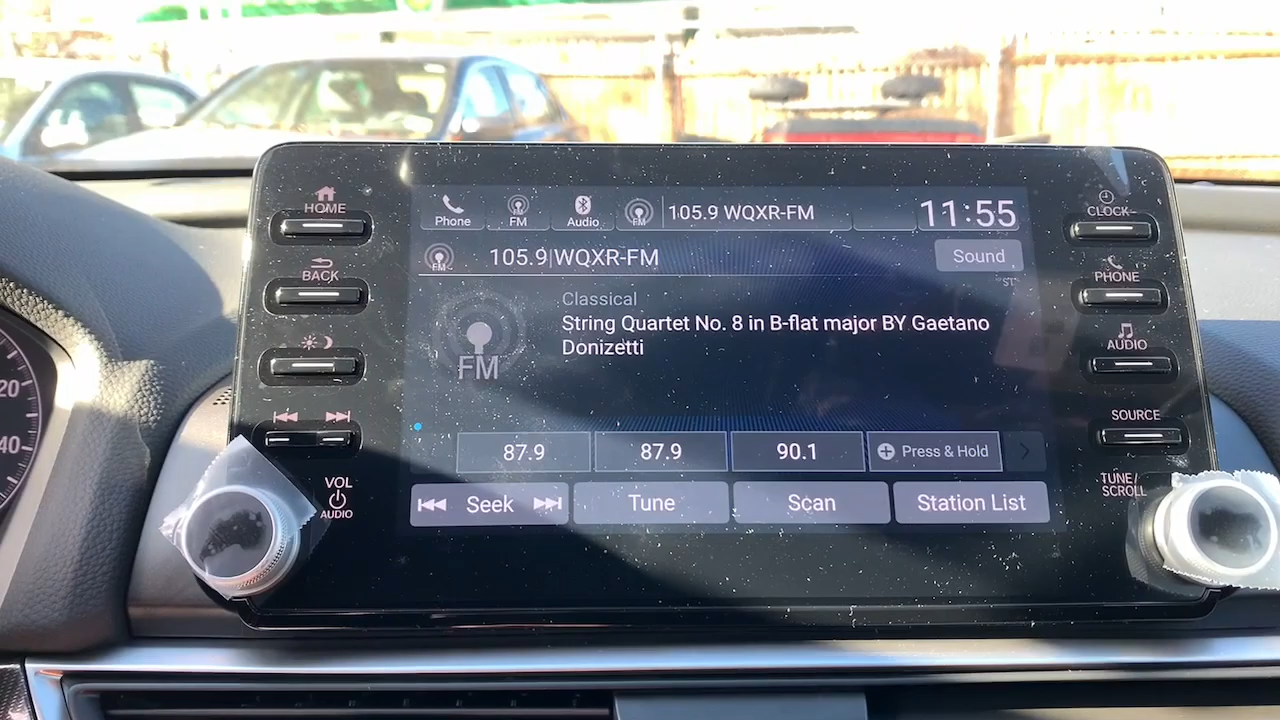 HOME
BACK
VOL
AUDIO
Phone
FM
Audio
FM
105.9 WQXR-FM
11:55
FM
105.9|WQXR-FM
Sound
ST
Classical
String Quartet No. 8 in B-flat major BY Gaetano
Donizetti
FM
87.9
87.9
90.1
Press & Hold
Seek
Tune
Scan
Station List
CLOCK
PHONE
AUDIO
SOURCE
TUNE/
SCROLL
20
40